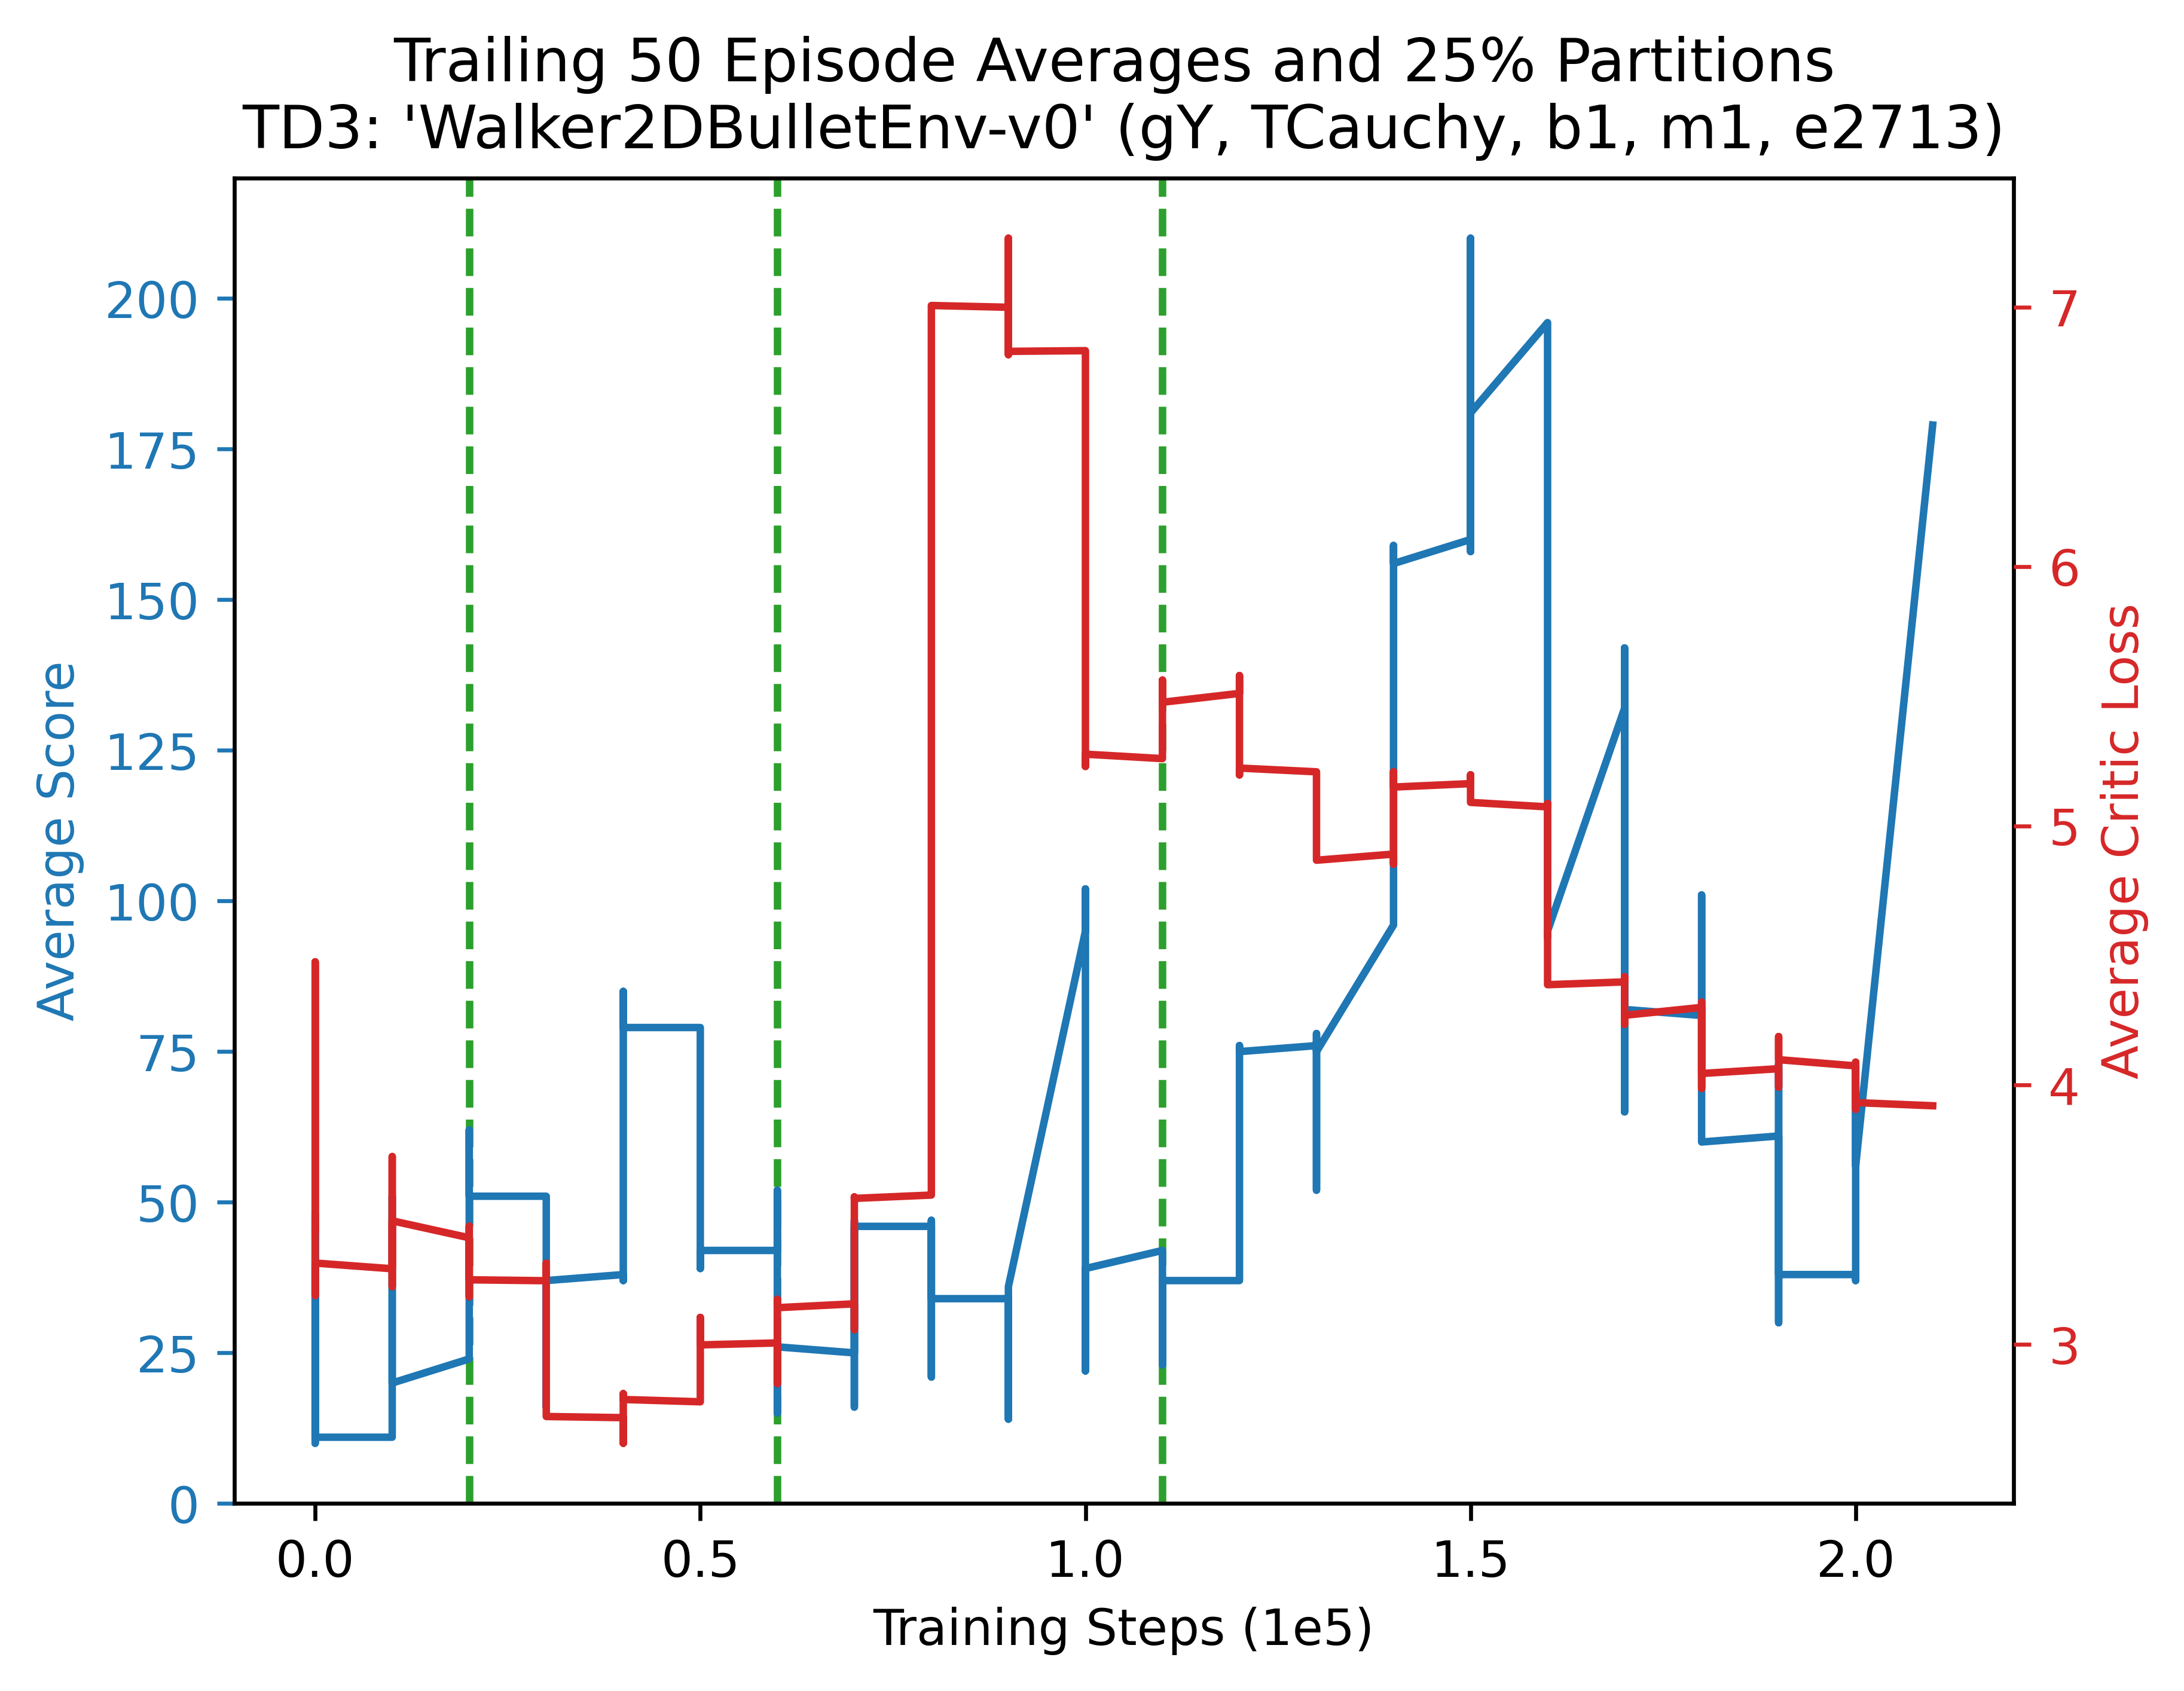 Trailing 50 Episode Averages and 25% Partitions
TD3: 'Walker2DBulletEnv-v0' (gY, TCauchy, b1, m1, e2713)
Average Score
200
175
150
125
100
75
50
25
0
7
6
5
4
3
Average Critic Loss
0.0 0.5 1.0 1.5 2.0
Training Steps (1e5)